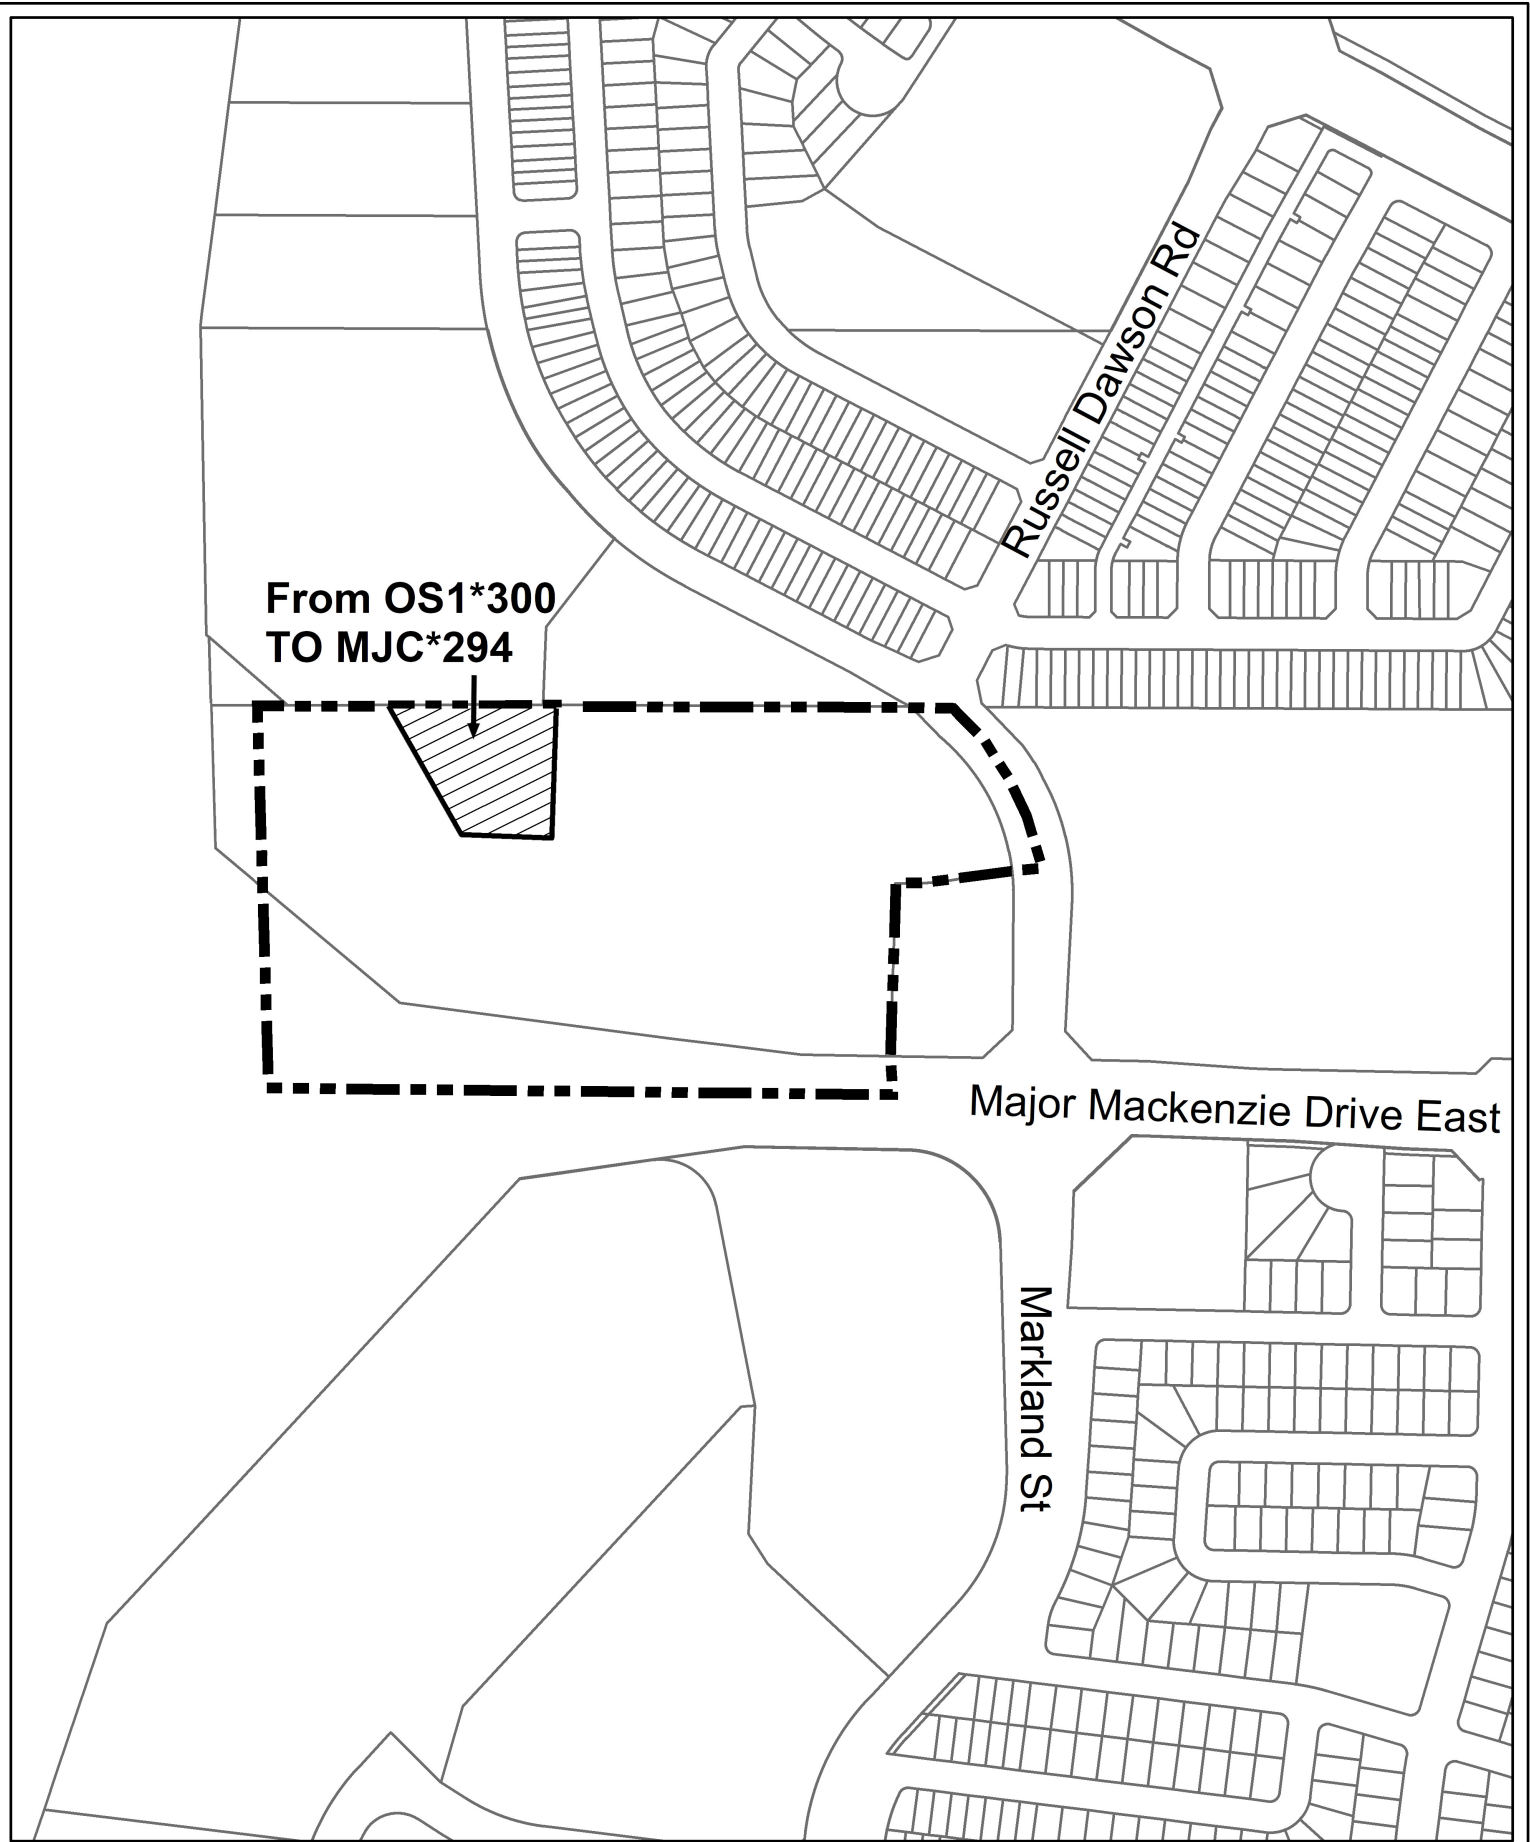 Russell Dawson Rd
From OS1*300
TO MJC*294
Major Mackenzie Drive East
Markland St